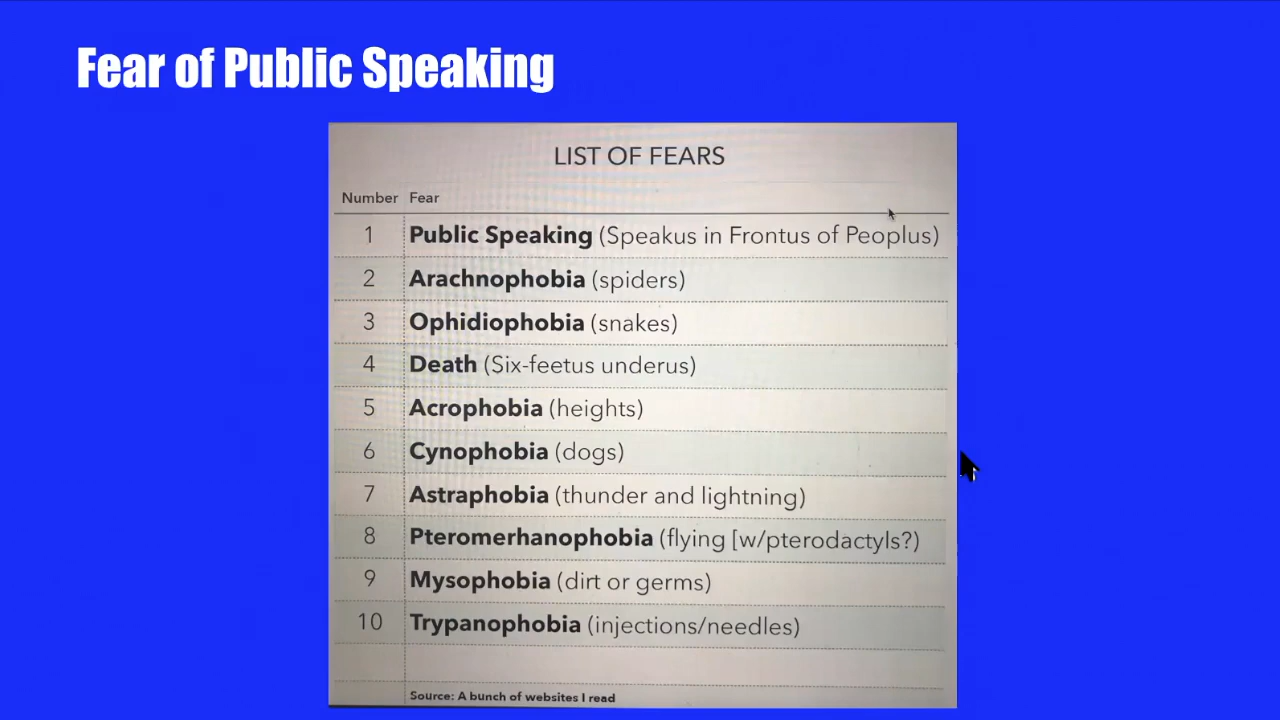 Fear of Public Speaking
LIST OF FEARS
Number Fear
1 Public Speaking (Speakus in Frontus of Peoplus)
2 Arachnophobia (spiders)
3 Ophidiophobia (snakes)
4 Death (Six-feetus underus)
5 Acrophobia (heights)
6 Cynophobia (dogs)
7 Astraphobia (thunder and lightning)
8 Pteromerhanophobia (flying [w/pterodactyls?)
9 Mysophobia (dirt or germs)
10 Trypanophobia (injections/needles)
Source: A bunch of websites I read